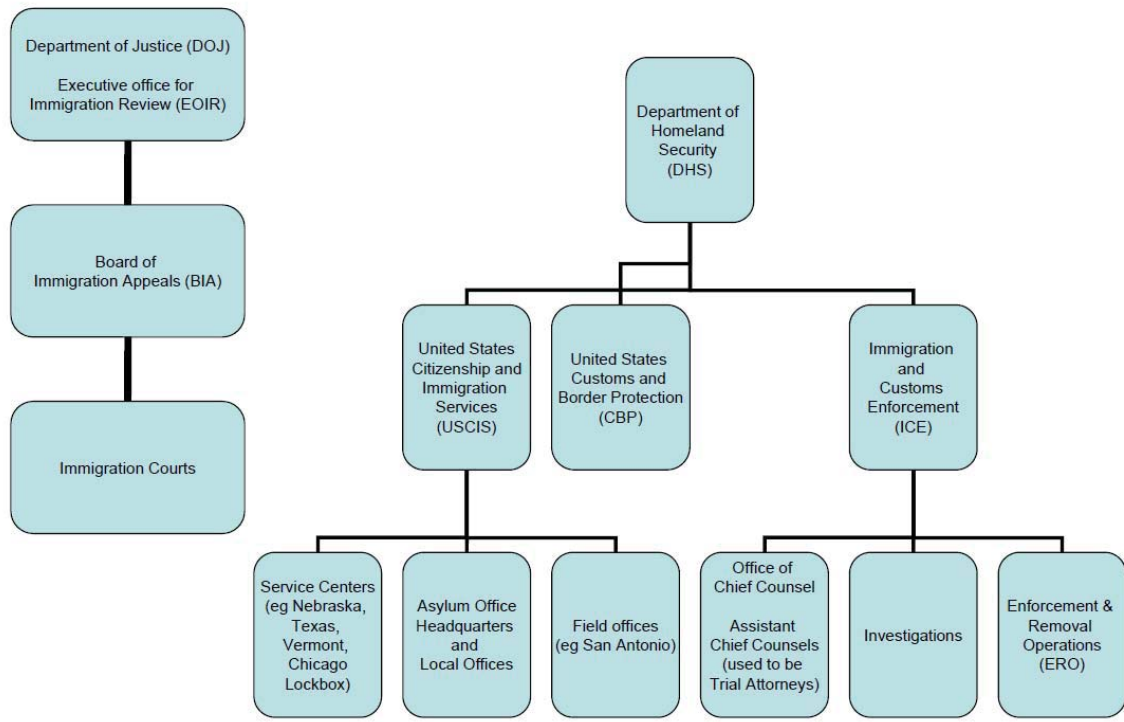 Department of Justice (DOJ)
Executive office for
Immigration Review (EOIR)
Board of
Immigration Appeals (BIA)
Immigration Courts
Department of
Homeland
Security
(DHS)
United States
Citizenship and
Immigration
Services
(USCIS)
United States
Customs and
Border Protection
(CBP)
Immigration
and
Customs
Enforcement
(ICE)
Service Centers
(eg Nebraska,
Texas,
Vermont,
Chicago
Lockbox)
Asylum Office
Headquarters
and
Local Offices
Field offices
(eg San Antonio)
Office of
Chief Counsel
Assistant
Chief Counsels
(used to be
Trial Attorneys)
Investigations
Enforcement &
Removal
Operations
(ERO)